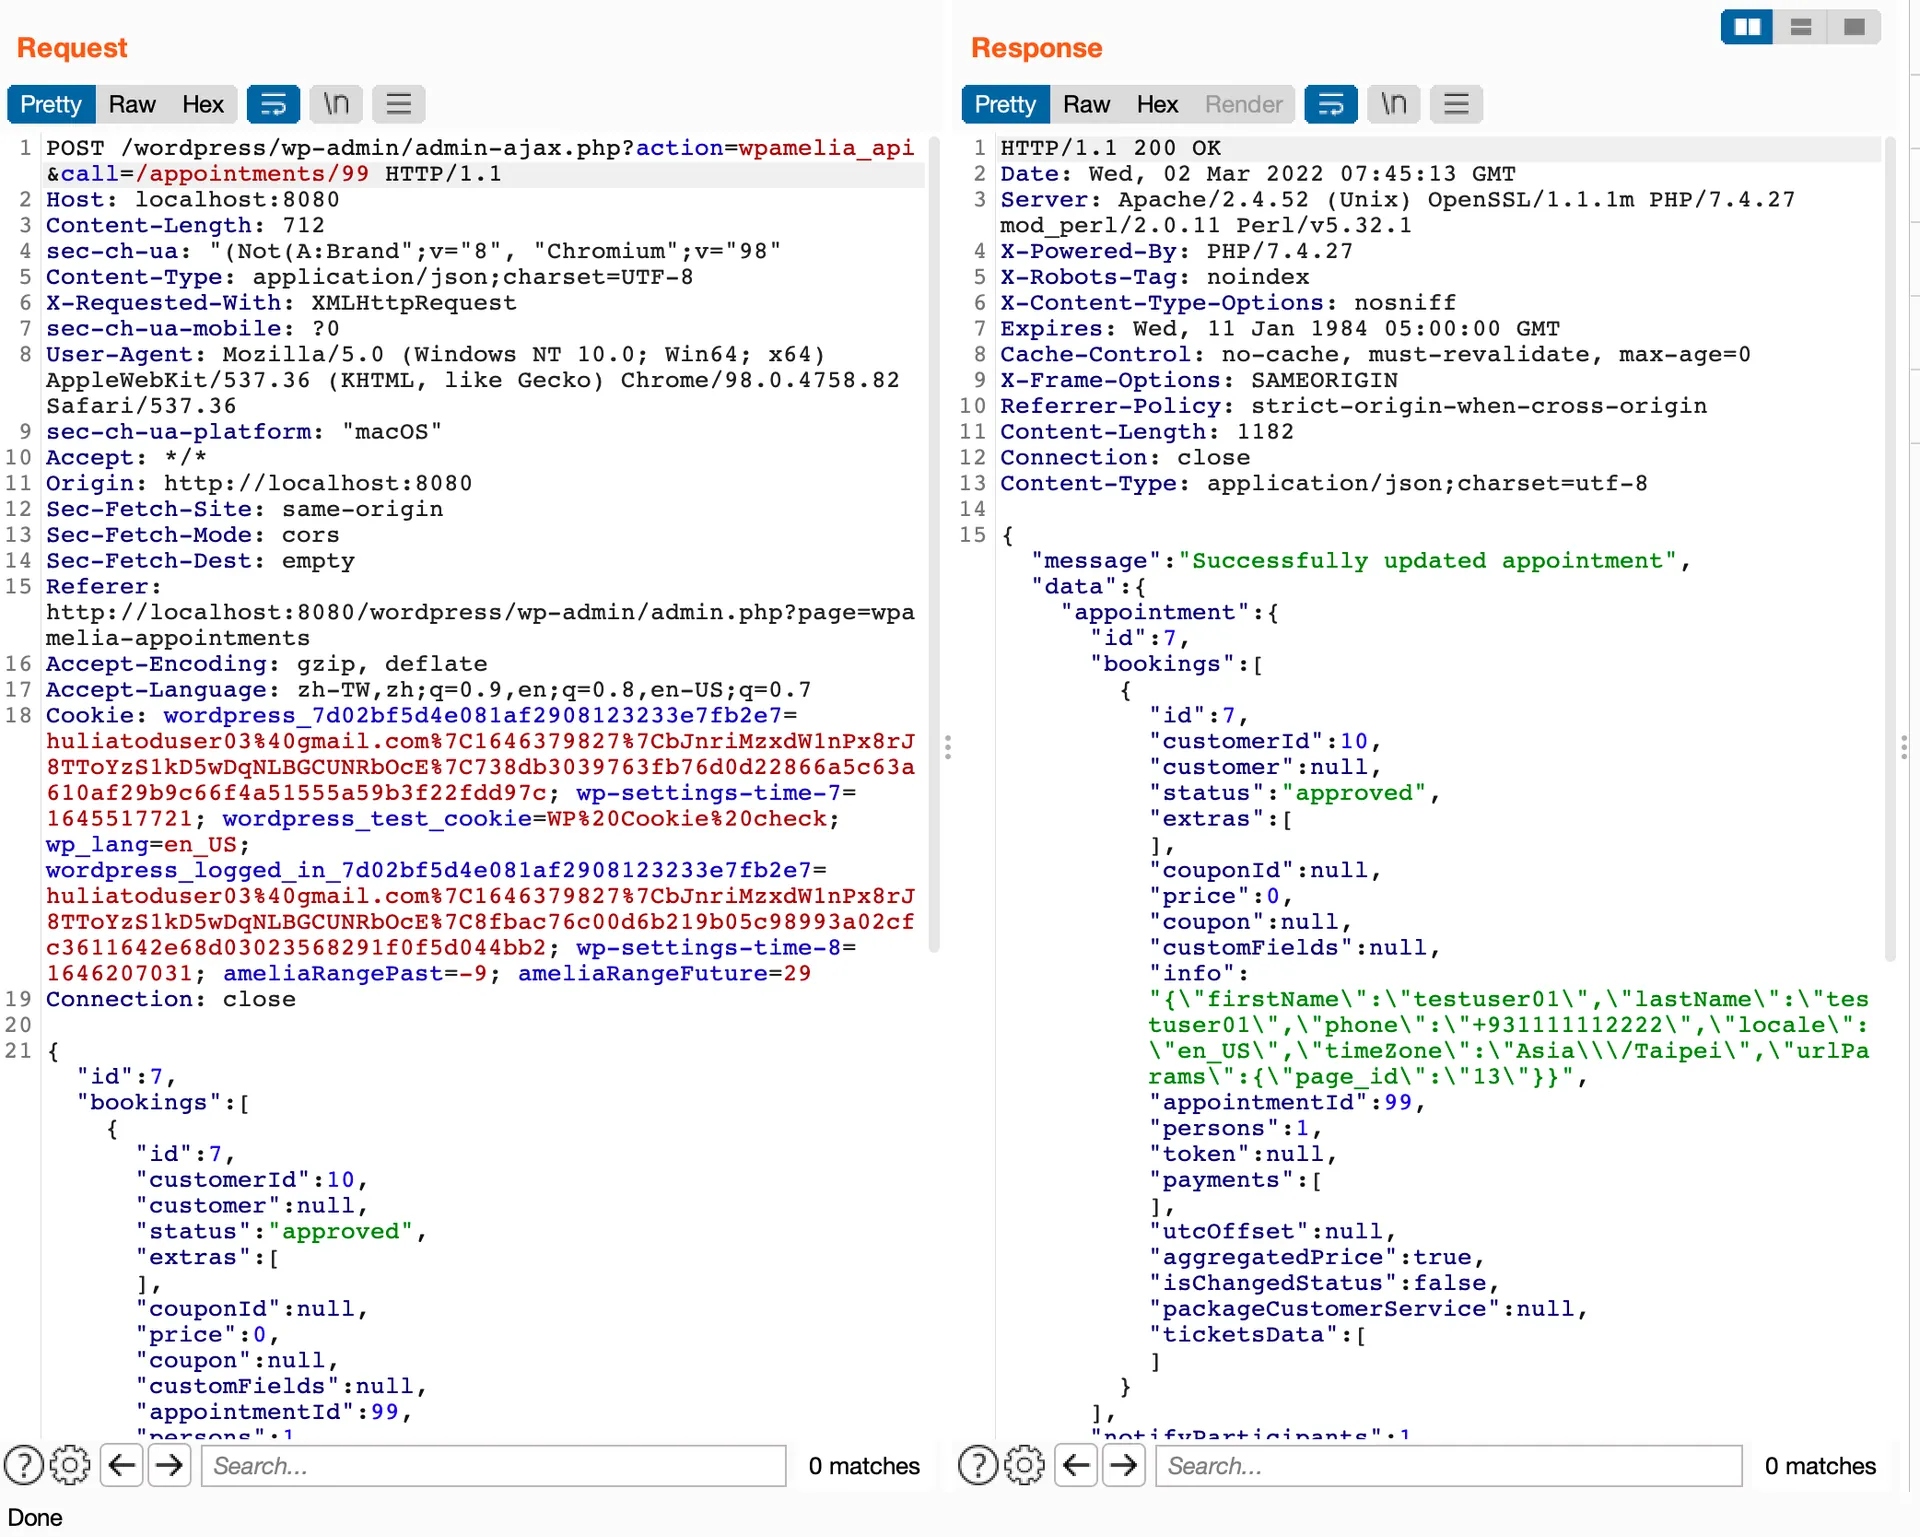 Request
Pretty Raw Hex \n
1 POST /wordpress/wp-admin/admin-ajax.php?action=wpamelia_api
&call=/appointments/99 HTTP/1.1
2 Host: localhost:8080
3 Content-Length: 712
4 sec-ch-ua: "(Not(A:Brand";v="8", "Chromium";v="98"
5 Content-Type: application/json;charset=UTF-8
6 X-Requested-With: XMLHttpRequest
7 sec-ch-ua-mobile: ?0
8 User-Agent: Mozilla/5.0 (Windows NT 10.0; Win64; x64)
AppleWebKit/537.36 (KHTML, like Gecko) Chrome/98.0.4758.82
Safari/537.36
9 sec-ch-ua-platform: "macOS"
10 Accept: */*
11 Origin: http://localhost:8080
12 Sec-Fetch-Site: same-origin
13 Sec-Fetch-Mode: cors
14 Sec-Fetch-Dest: empty
15 Referer:
http://localhost:8080/wordpress/wp-admin/admin.php?page=wpa
melia-appointments
16 Accept-Encoding: gzip, deflate
17 Accept-Language: zh-TW,zh;q=0.9,en;q=0.8,en-US;q=0.7
18 Cookie: wordpress_7d02bf5d4e081af2908123233e7fb2e7=
huliatoduser03%40gmail.com%7C1646379827%7CbJnriMzxdW1nPx8rJ
8TToYzS1kD5wDqNLBGCUNRbOcE%7C738db3039763fb76d0d22866a5c63a
610af29b9c66f4a51555a59b3f22fdd97c; wp-settings-time-7=
1645517721; wordpress_test_cookie=WP%20Cookie%20check;
wp_lang=en_US;
wordpress_logged_in_7d02bf5d4e081af2908123233e7fb2e7=
huliatoduser03%40gmail.com%7C1646379827%7CbJnriMzxdW1nPx8rJ
8TToYzS1kD5wDqNLBGCUNRbOcE%7C8fbac76c00d6b219b05c98993a02cf
c3611642e68d03023568291f0f5d044bb2; wp-settings-time-8=
1646207031; ameliaRangePast=-9; ameliaRangeFuture=29
19 Connection: close
20
21 {
"id":7,
"bookings":[
{
"id":7,
"customerId":10,
"customer":null,
"status":"approved",
"extras":[
],
"couponId":null,
"price":0,
"coupon":null,
"customFields":null,
"appointmentId":99,
"persons":1
Search... 0 matches
Response
Pretty Raw Hex Render \n
1 HTTP/1.1 200 OK
2 Date: Wed, 02 Mar 2022 07:45:13 GMT
3 Server: Apache/2.4.52 (Unix) OpenSSL/1.1.1m PHP/7.4.27
mod_perl/2.0.11 Perl/v5.32.1
4 X-Powered-By: PHP/7.4.27
5 X-Robots-Tag: noindex
6 X-Content-Type-Options: nosniff
7 Expires: Wed, 11 Jan 1984 05:00:00 GMT
8 Cache-Control: no-cache, must-revalidate, max-age=0
9 X-Frame-Options: SAMEORIGIN
10 Referrer-Policy: strict-origin-when-cross-origin
11 Content-Length: 1182
12 Connection: close
13 Content-Type: application/json;charset=utf-8
14
15 {
"message":"Successfully updated appointment",
"data":{
"appointment":{
"id":7,
"bookings":[
{
"id":7,
"customerId":10,
"customer":null,
"status":"approved",
"extras":[
],
"couponId":null,
"price":0,
"coupon":null,
"customFields":null,
"info":
"{\"firstName\":\"testuser01\",\"lastName\":\"tes
tuser01\",\"phone\":\"+931111112222\",\"locale\":
\"en_US\",\"timeZone\":\"Asia\\\/Taipei\",\"urlPa
rams\":{\"page_id\":\"13\"}}",
"appointmentId":99,
"persons":1,
"token":null,
"payments":[
],
"utcOffset":null,
"aggregatedPrice":true,
"isChangedStatus":false,
"packageCustomerService":null,
"ticketsData":[
]
}
],
"notifyParticipants":1
Search... 0 matches
Done